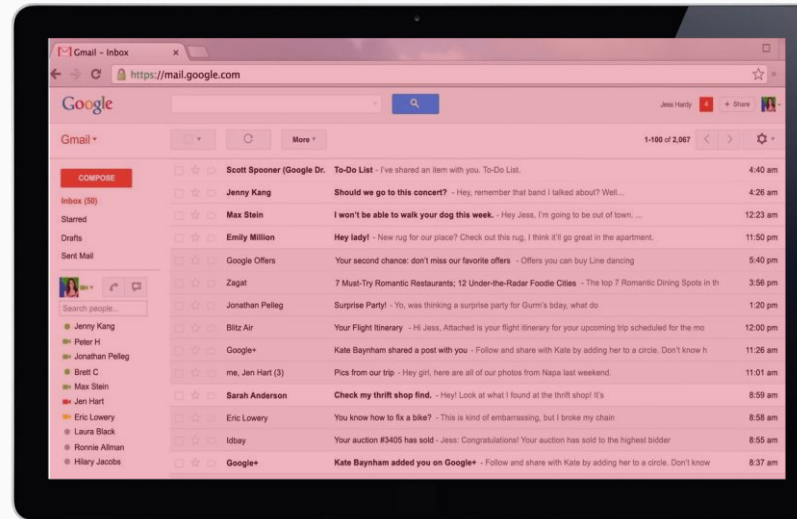 Gmail - Inbox ×
https://mail.google.com
Google Jess Hardy 4 + Share
Gmail More 1-100 of 2,067
COMPOSE
Inbox (50)
Starred
Drafts
Sent Mail
Search people...
Jenny Kang
Peter H
Jonathan Pelleg
Brett C
Max Stein
Jen Hart
Eric Lowery
Laura Black
Ronnie Allman
Hilary Jacobs
Scott Spooner (Google Dr. To-Do List - I've shared an item with you. To-Do List. 4:40 am
Jenny Kang Should we go to this concert? - Hey, remember that band I talked about? Well... 4:26 am
Max Stein I won't be able to walk your dog this week. - Hey Jess, I'm going to be out of town. ... 12:23 am
Emily Million Hey lady! - New rug for our place? Check out this rug, I think it'll go great in the apartment. 11:50 pm
Google Offers Your second chance: don't miss our favorite offers - Offers you can buy Line dancing 5:40 pm
Zagat 7 Must-Try Romantic Restaurants; 12 Under-the-Radar Foodie Cities - The top 7 Romantic Dining Spots in th 3:56 pm
Jonathan Pelleg Surprise Party! - Yo, was thinking a surprise party for Gurm's bday, what do 1:20 pm
Blitz Air Your Flight Itinerary - Hi Jess, Attached is your flight itinerary for your upcoming trip scheduled for the mo 12:00 pm
Google+ Kate Baynham shared a post with you - Follow and share with Kate by adding her to a circle. Don't know h 11:26 am
me, Jen Hart (3) Pics from our trip - Hey girl, here are all of our photos from Napa last weekend. 11:01 am
Sarah Anderson Check my thrift shop find. - Hey! Look at what I found at the thrift shop! It's 8:59 am
Eric Lowery You know how to fix a bike? - This is kind of embarrassing, but I broke my chain 8:58 am
Idbay Your auction #3405 has sold - Jess: Congratulations! Your auction has sold to the highest bidder 8:55 am
Google+ Kate Baynham added you on Google+ - Follow and share with Kate by adding her to a circle. Don't know 8:37 am